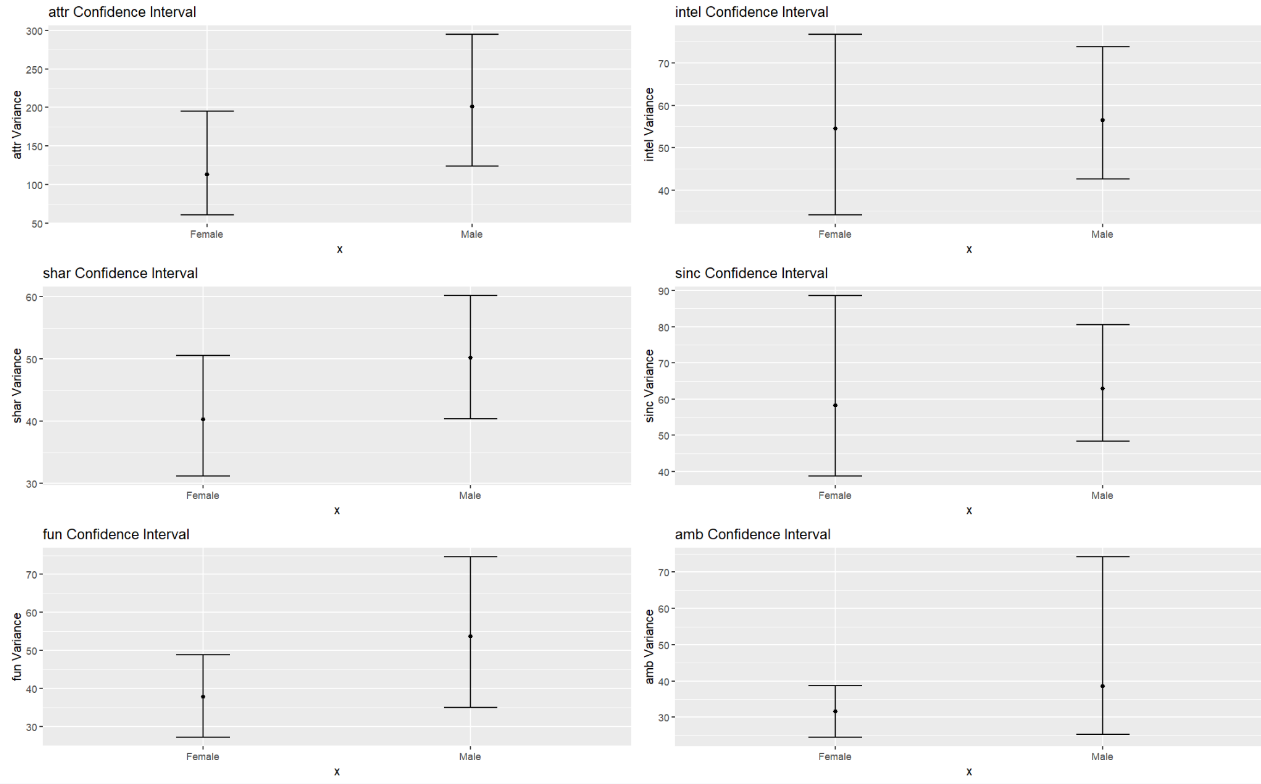 attr Confidence Interval
300
250
200
150
100
50
attr Variance
Female
Male
x
intel Confidence Interval
70
60
50
40
intel Variance
Female
Male
x
shar Confidence Interval
60
50
40
30
shar Variance
Female
Male
x
sinc Confidence Interval
90
80
70
60
50
40
sinc Variance
Female
Male
x
fun Confidence Interval
70
60
50
40
30
fun Variance
Female
Male
x
amb Confidence Interval
70
60
50
40
30
amb Variance
Female
Male
x